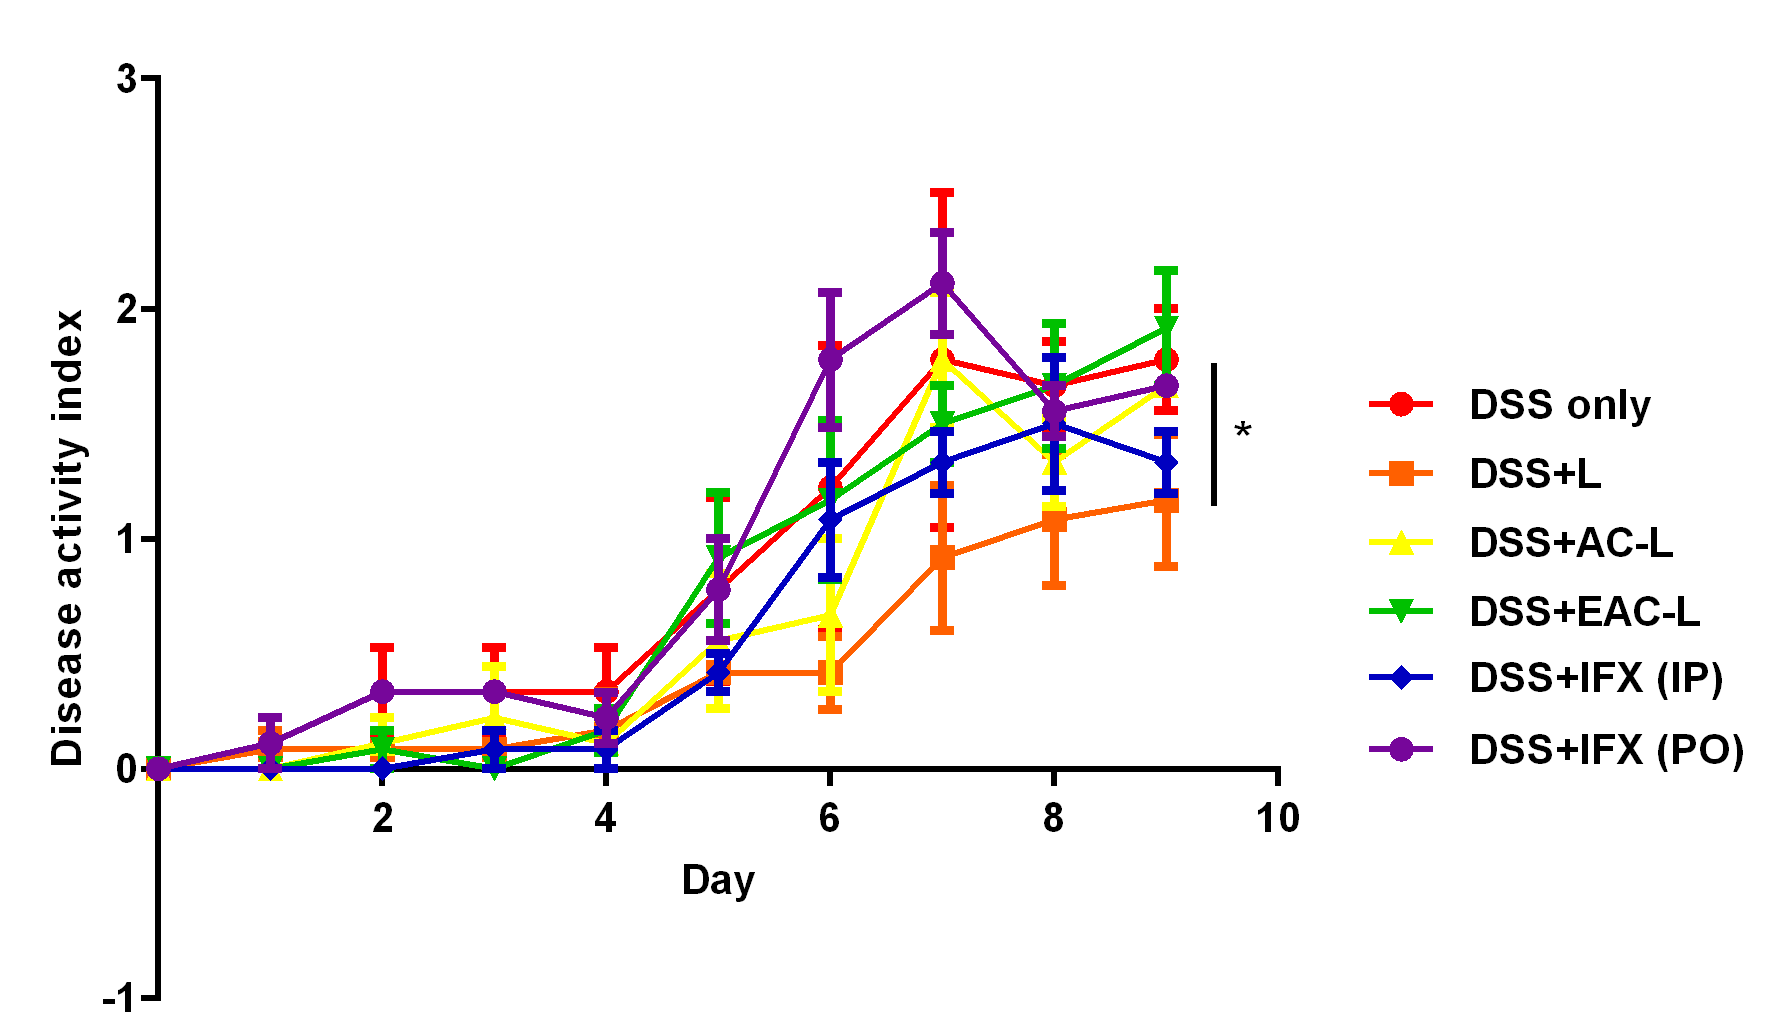 3
2
1
0
-1
Disease activity index
2
4
6
8
10
Day
*
DSS only
DSS+L
DSS+AC-L
DSS+EAC-L
DSS+IFX (IP)
DSS+IFX (PO)